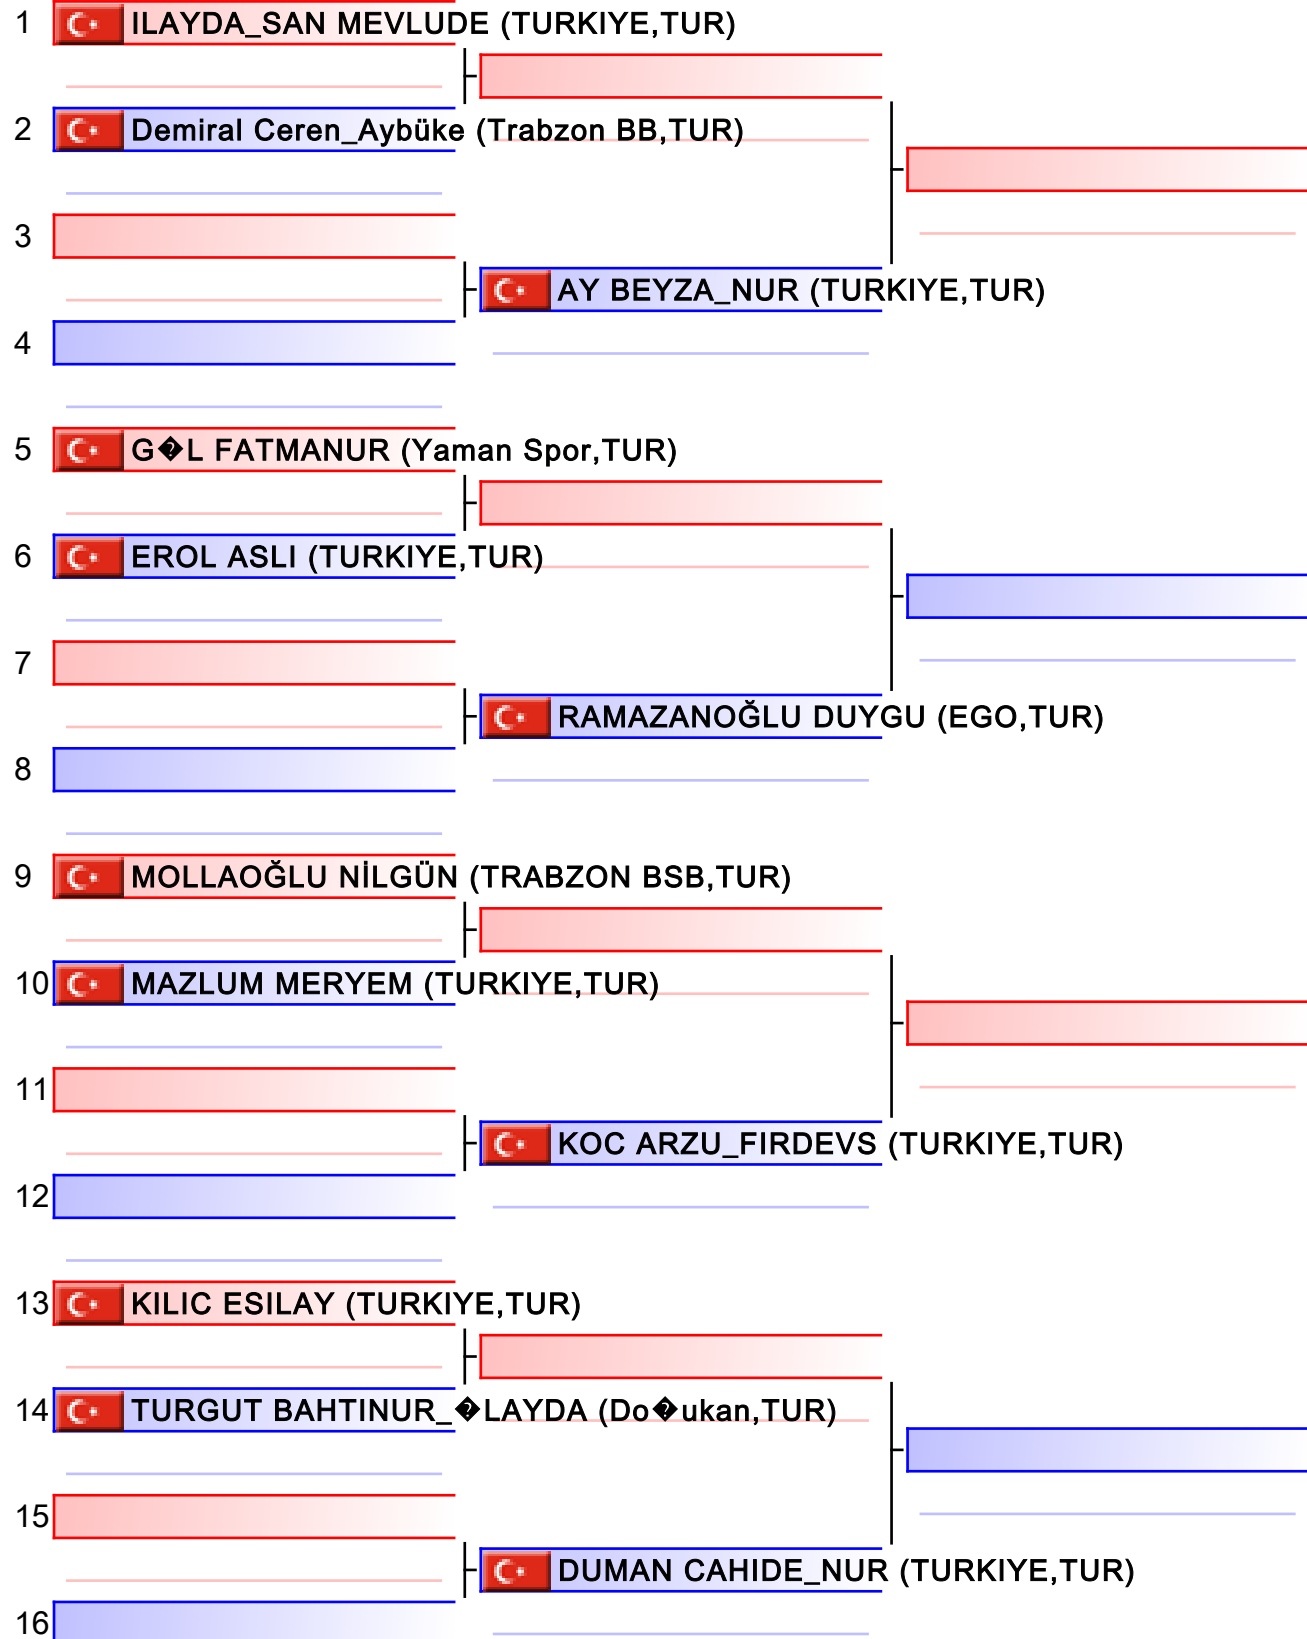 1 ILAYDA_SAN MEVLUDE (TURKIYE,TUR)
2 Demiral Ceren_Aybüke (Trabzon BB,TUR)
3
AY BEYZA_NUR (TURKIYE,TUR)
4
5 G�L FATMANUR (Yaman Spor,TUR)
6 EROL ASLI (TURKIYE,TUR)
7
RAMAZANOĞLU DUYGU (EGO,TUR)
8
9 MOLLAOĞLU NİLGÜN (TRABZON BSB,TUR)
10 MAZLUM MERYEM (TURKIYE,TUR)
11
KOC ARZU_FIRDEVS (TURKIYE,TUR)
12
13 KILIC ESILAY (TURKIYE,TUR)
14 TURGUT BAHTINUR_�LAYDA (Do�ukan,TUR)
15
DUMAN CAHIDE_NUR (TURKIYE,TUR)
16